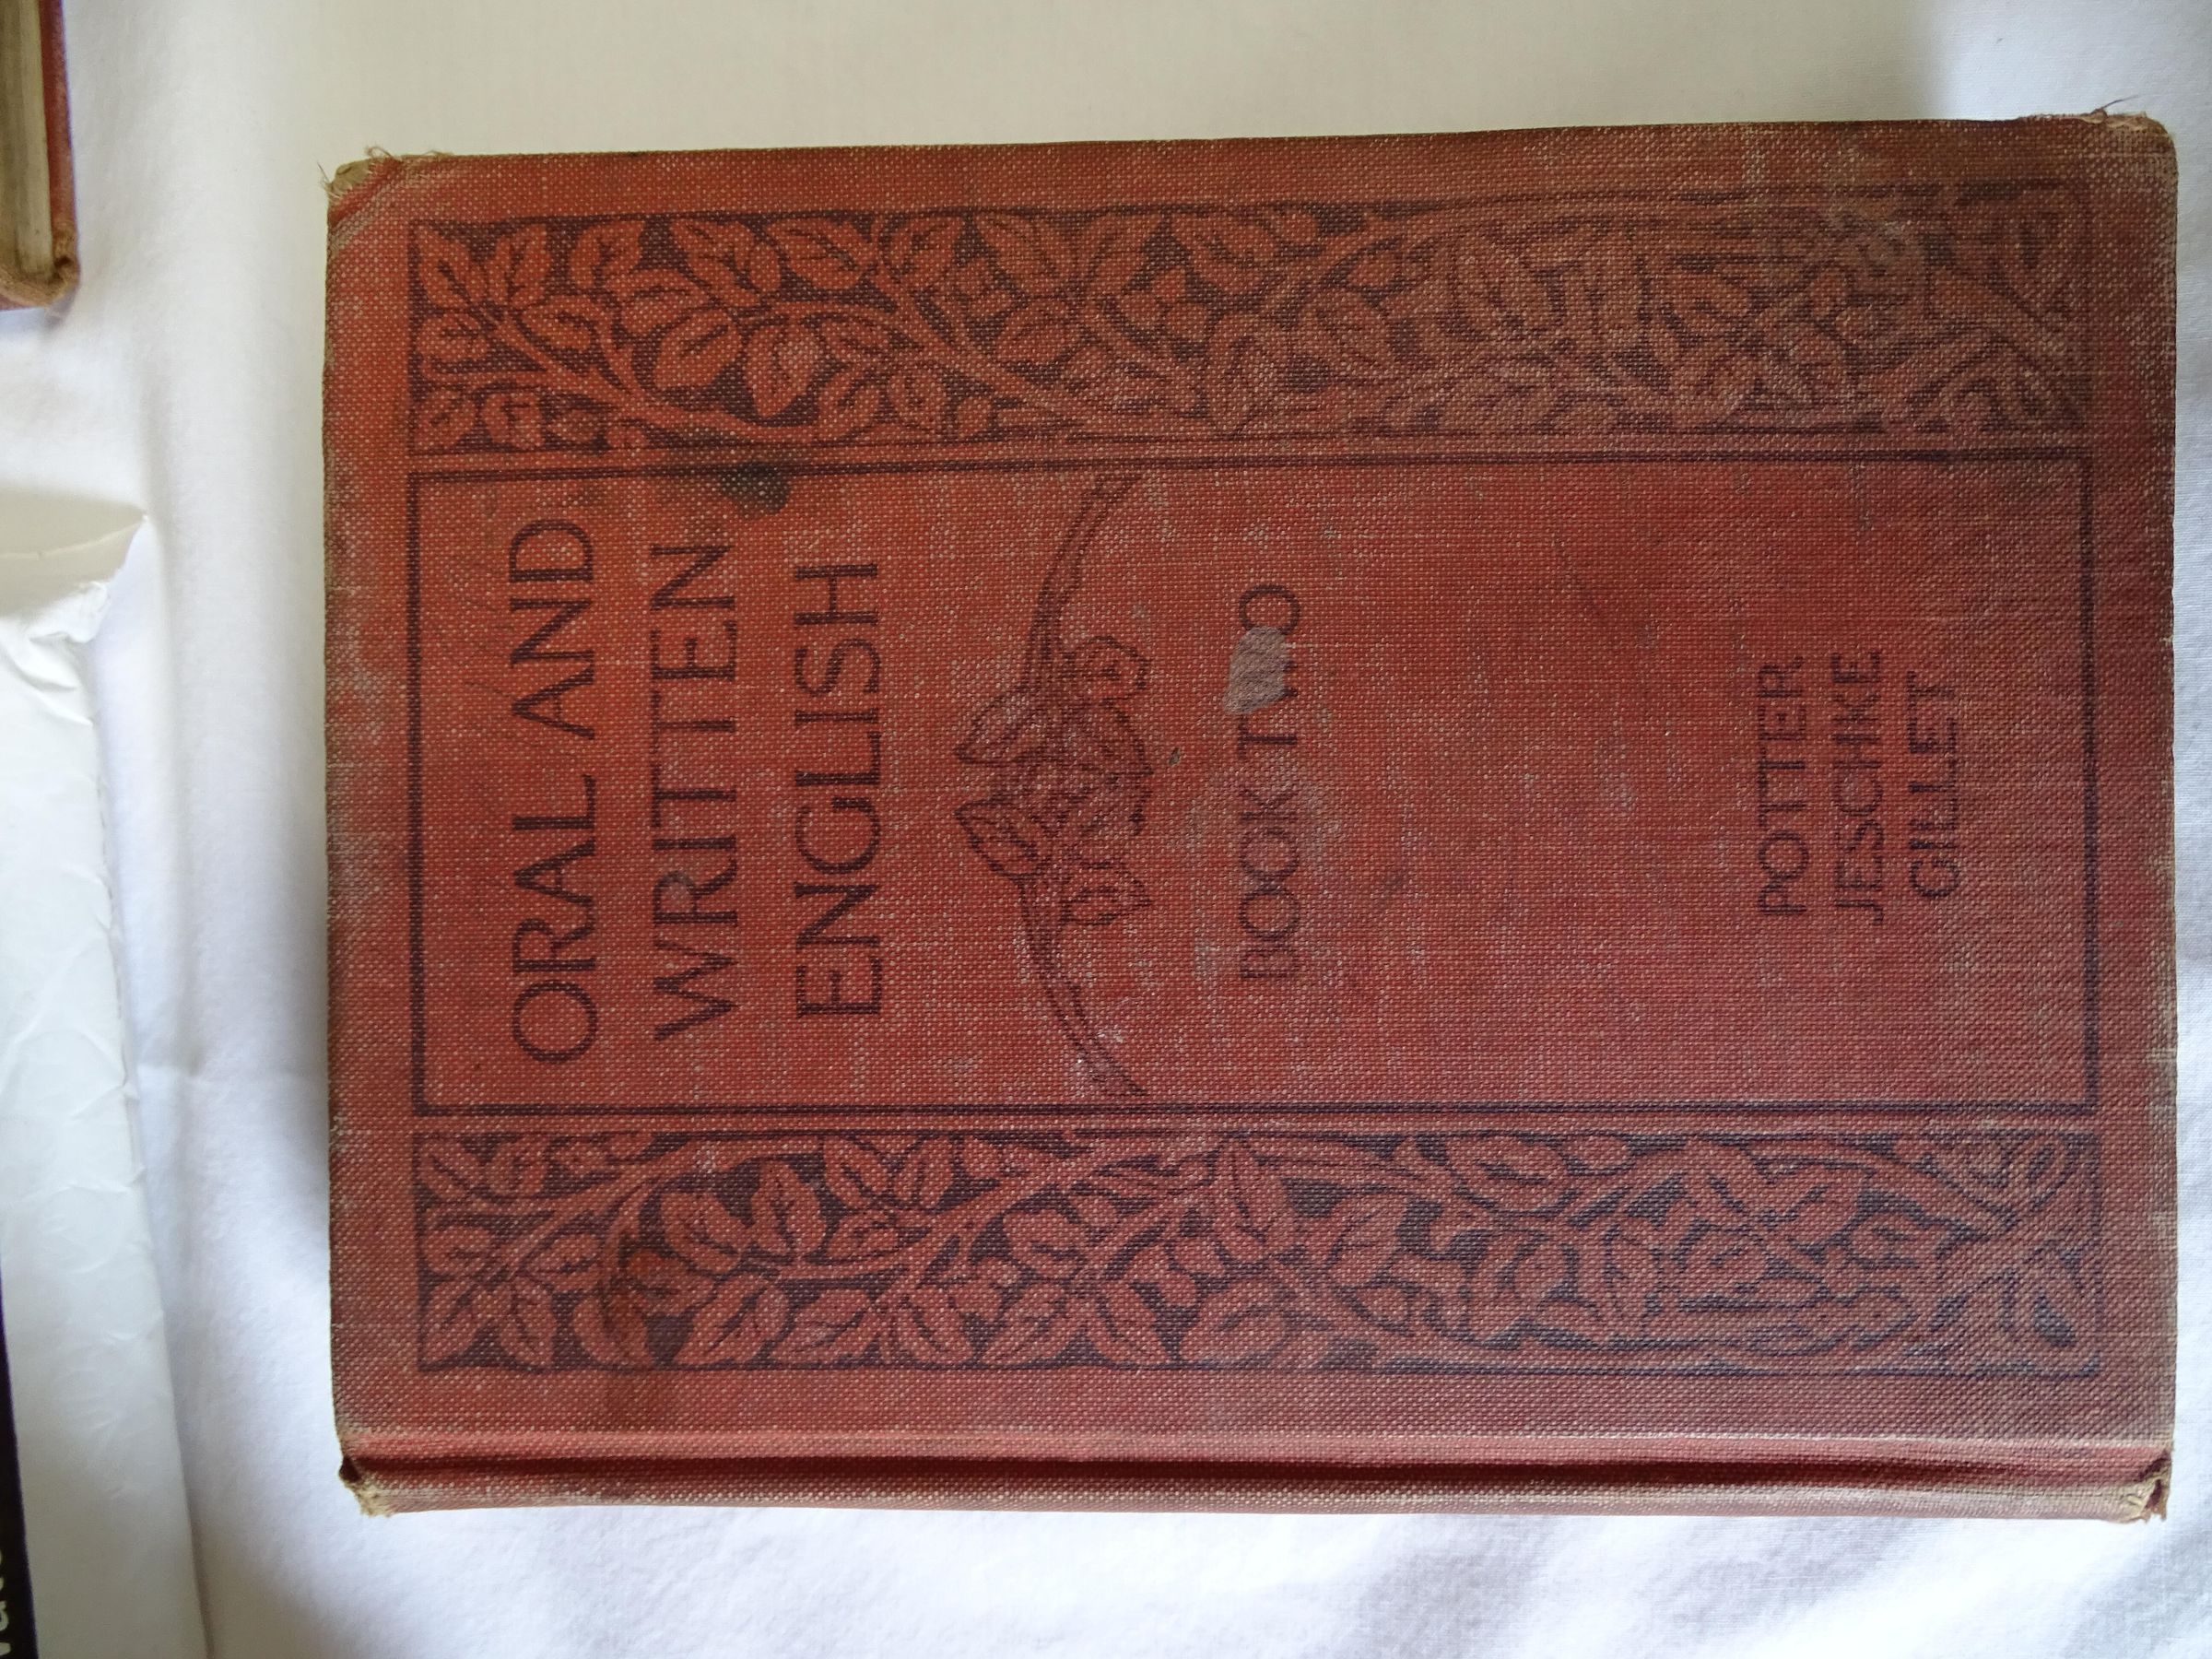 ORAL AND
WRITTEN
ENGLISH
BOOK TWO
POTTER
JESCHKE
GILLET